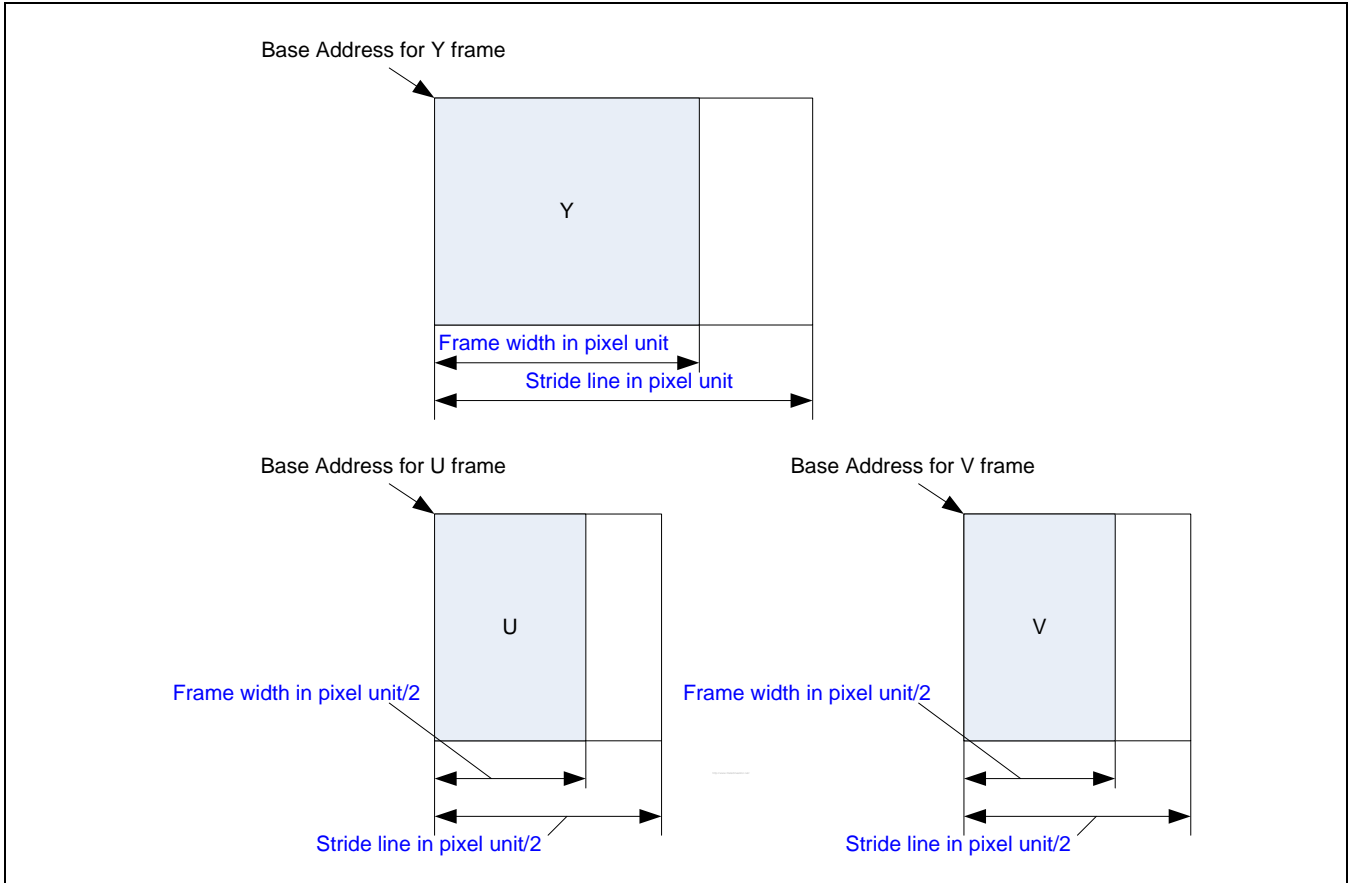 Base Address for Y frame
Y
Frame width in pixel unit
Stride line in pixel unit
Base Address for U frame
Base Address for V frame
U
V
Frame width in pixel unit/2
Frame width in pixel unit/2
Stride line in pixel unit/2
Stride line in pixel unit/2